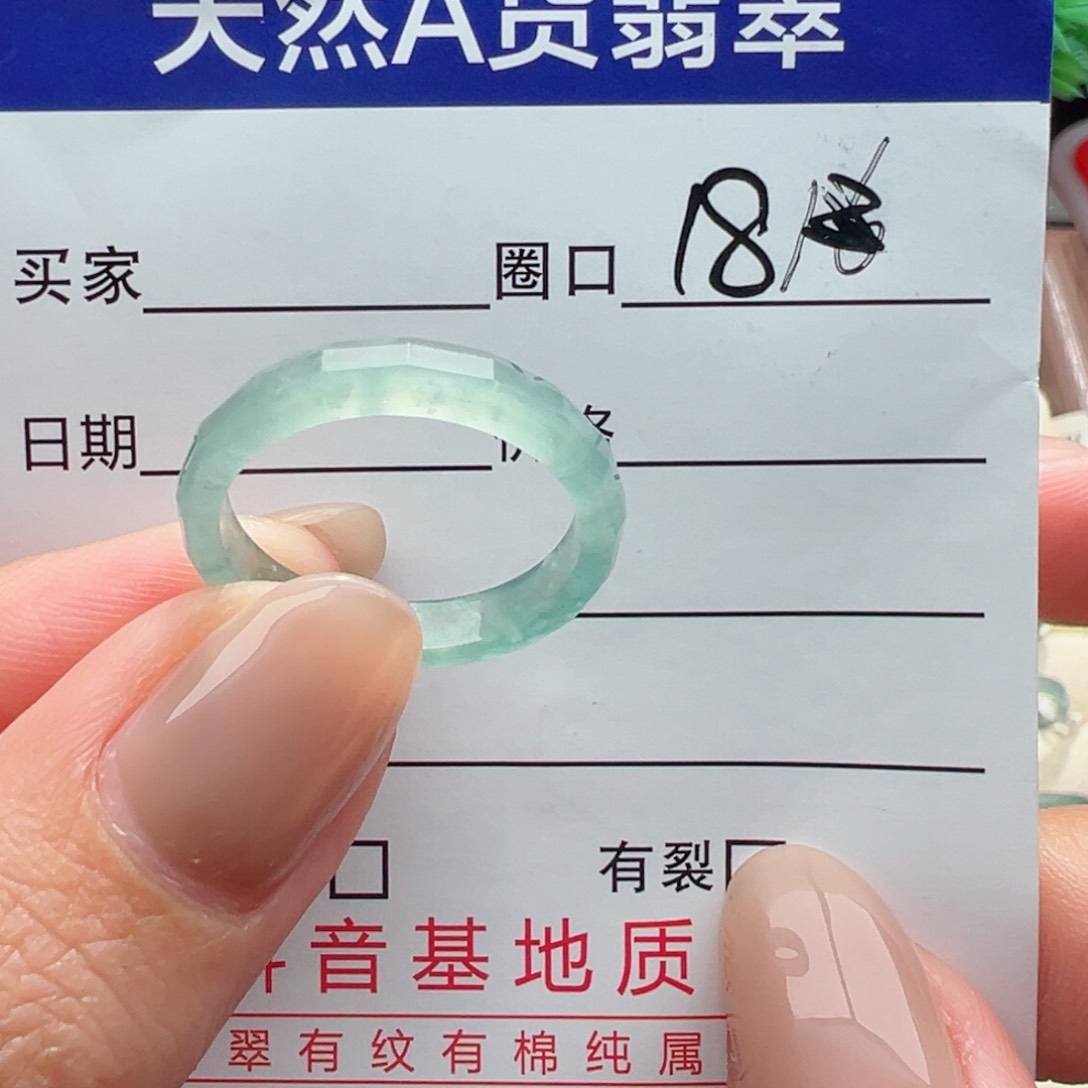 天然A货翡翠
买家 圈口 18
日期
有裂
音基地质
翠有纹有棉纯属